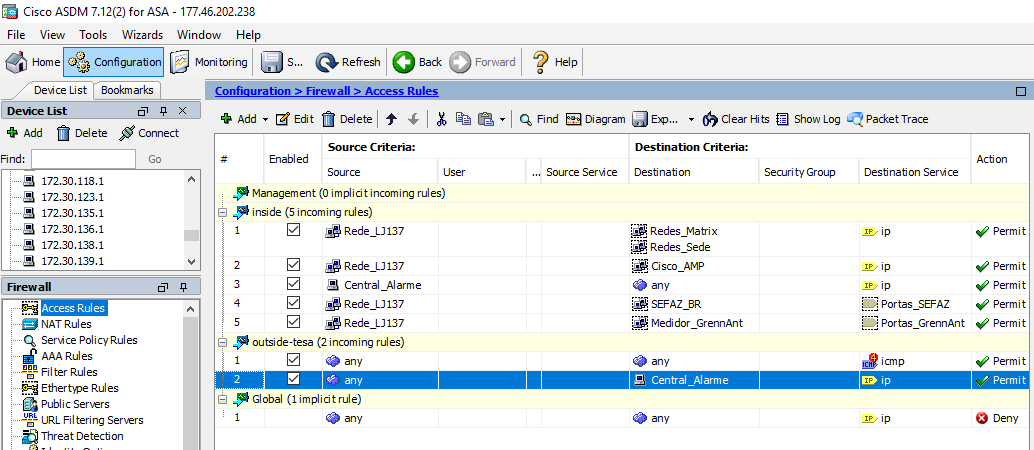 Cisco ASDM 7.12(2) for ASA - 177.46.202.238
File View Tools Wizards Window Help
Home Configuration Monitoring S... Refresh Back Forward Help
Device List Bookmarks
Device List
Add Delete Connect
Find: Go
172.30.118.1
172.30.123.1
172.30.135.1
172.30.136.1
172.30.138.1
172.30.139.1
Firewall
Access Rules
NAT Rules
Service Policy Rules
AAA Rules
Filter Rules
Ethertype Rules
Public Servers
URL Filtering Servers
Threat Detection
Configuration > Firewall > Access Rules
Add Edit Delete Find Diagram Exp... Clear Hits Show Log Packet Trace
# Enabled Source Criteria: Destination Criteria: Action
Source User ... Source Service Destination Security Group Destination Service
Management (0 implicit incoming rules)
inside (5 incoming rules)
1 Rede_LJ137 Redes_Matrix ip Permit
Redes_Sede
2 Rede_LJ137 Cisco_AMP ip Permit
3 Central_Alarme any ip Permit
4 Rede_LJ137 SEFAZ_BR Portas_SEFAZ Permit
5 Rede_LJ137 Medidor_GrennAnt Portas_GrennAnt Permit
outside-tesa (2 incoming rules)
1 any any icmp Permit
2 any Central_Alarme ip Permit
Global (1 implicit rule)
1 any any ip Deny